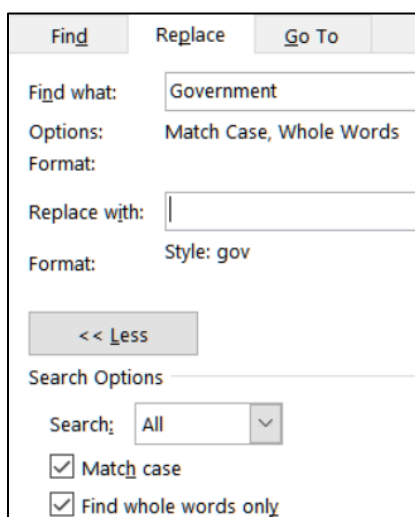 Find Replace Go To
Find what: Government
Options: Match Case, Whole Words
Format:
Replace with:
Format: Style: gov
<< Less
Search Options
Search: All
Match case
Find whole words only